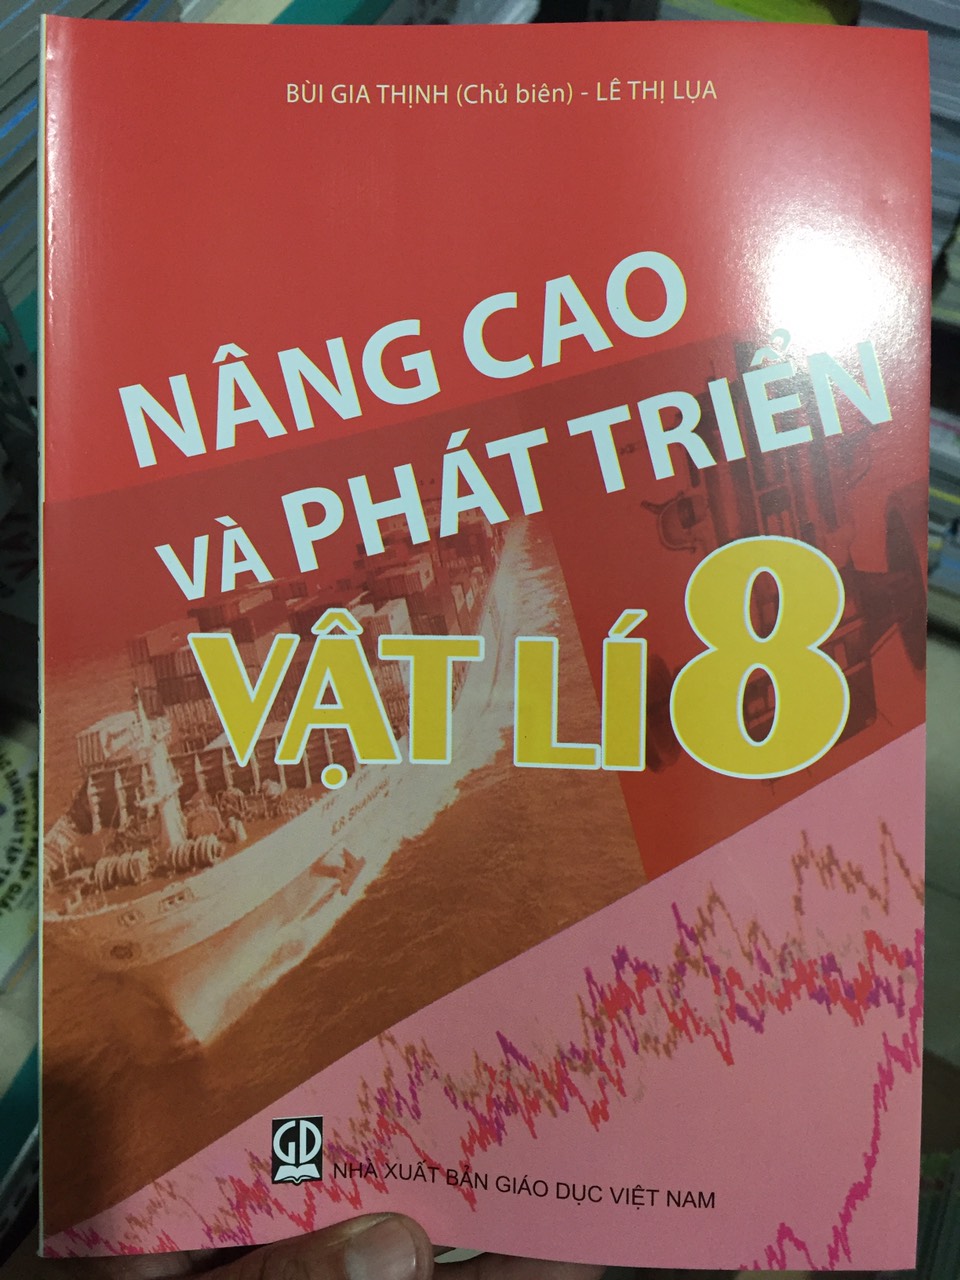 BÙI GIA THỊNH (Chủ biên) - LÊ THỊ LỤA
NÂNG CAO
VÀ PHÁT TRIỂN
VẬT LÍ 8
E.R. SHANGHAI
GD
NHÀ XUẤT BẢN GIÁO DỤC VIỆT NAM